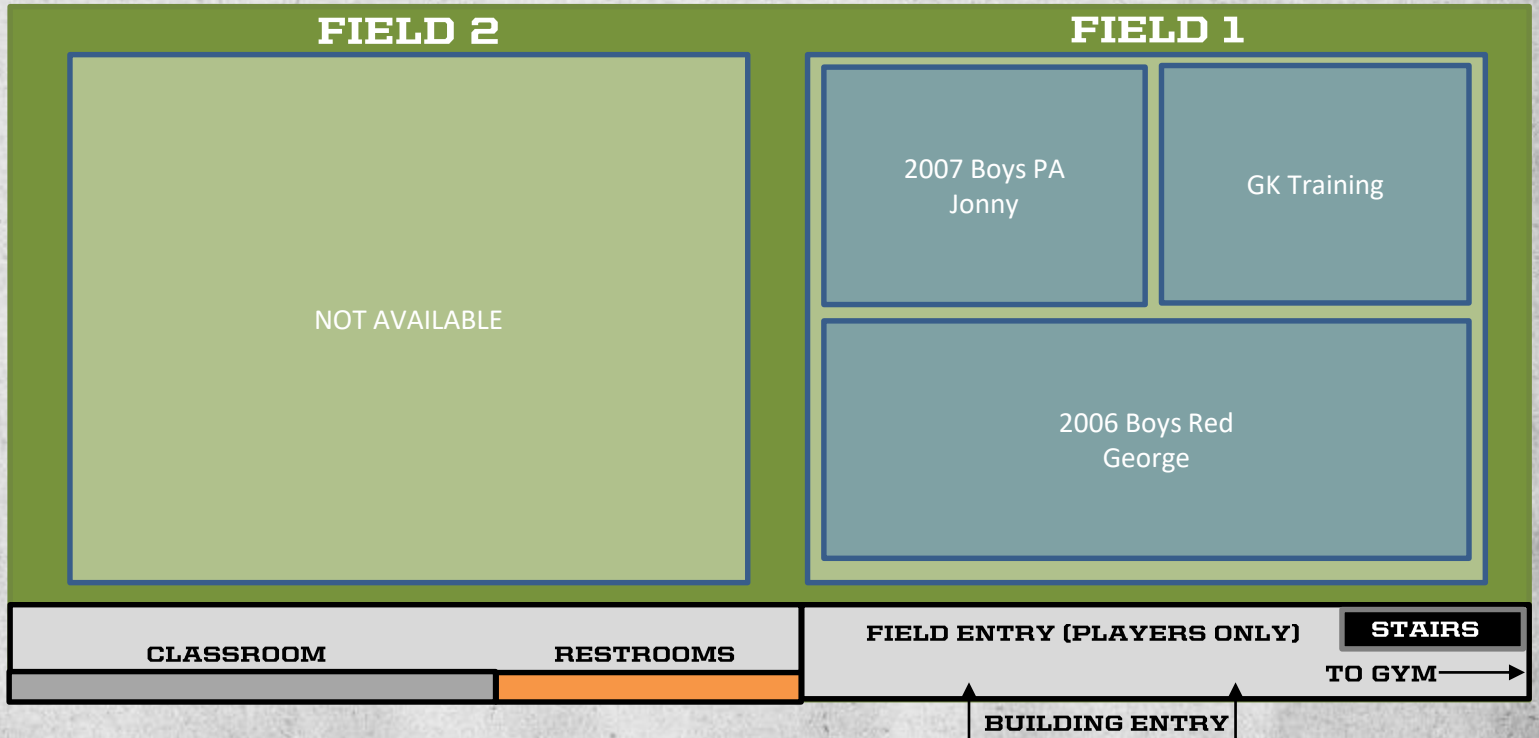 FIELD 2
FIELD 1
NOT AVAILABLE
2007 Boys PA
Jonny
GK Training
2006 Boys Red
George
CLASSROOM
RESTROOMS
FIELD ENTRY (PLAYERS ONLY)
STAIRS
TO GYM
BUILDING ENTRY